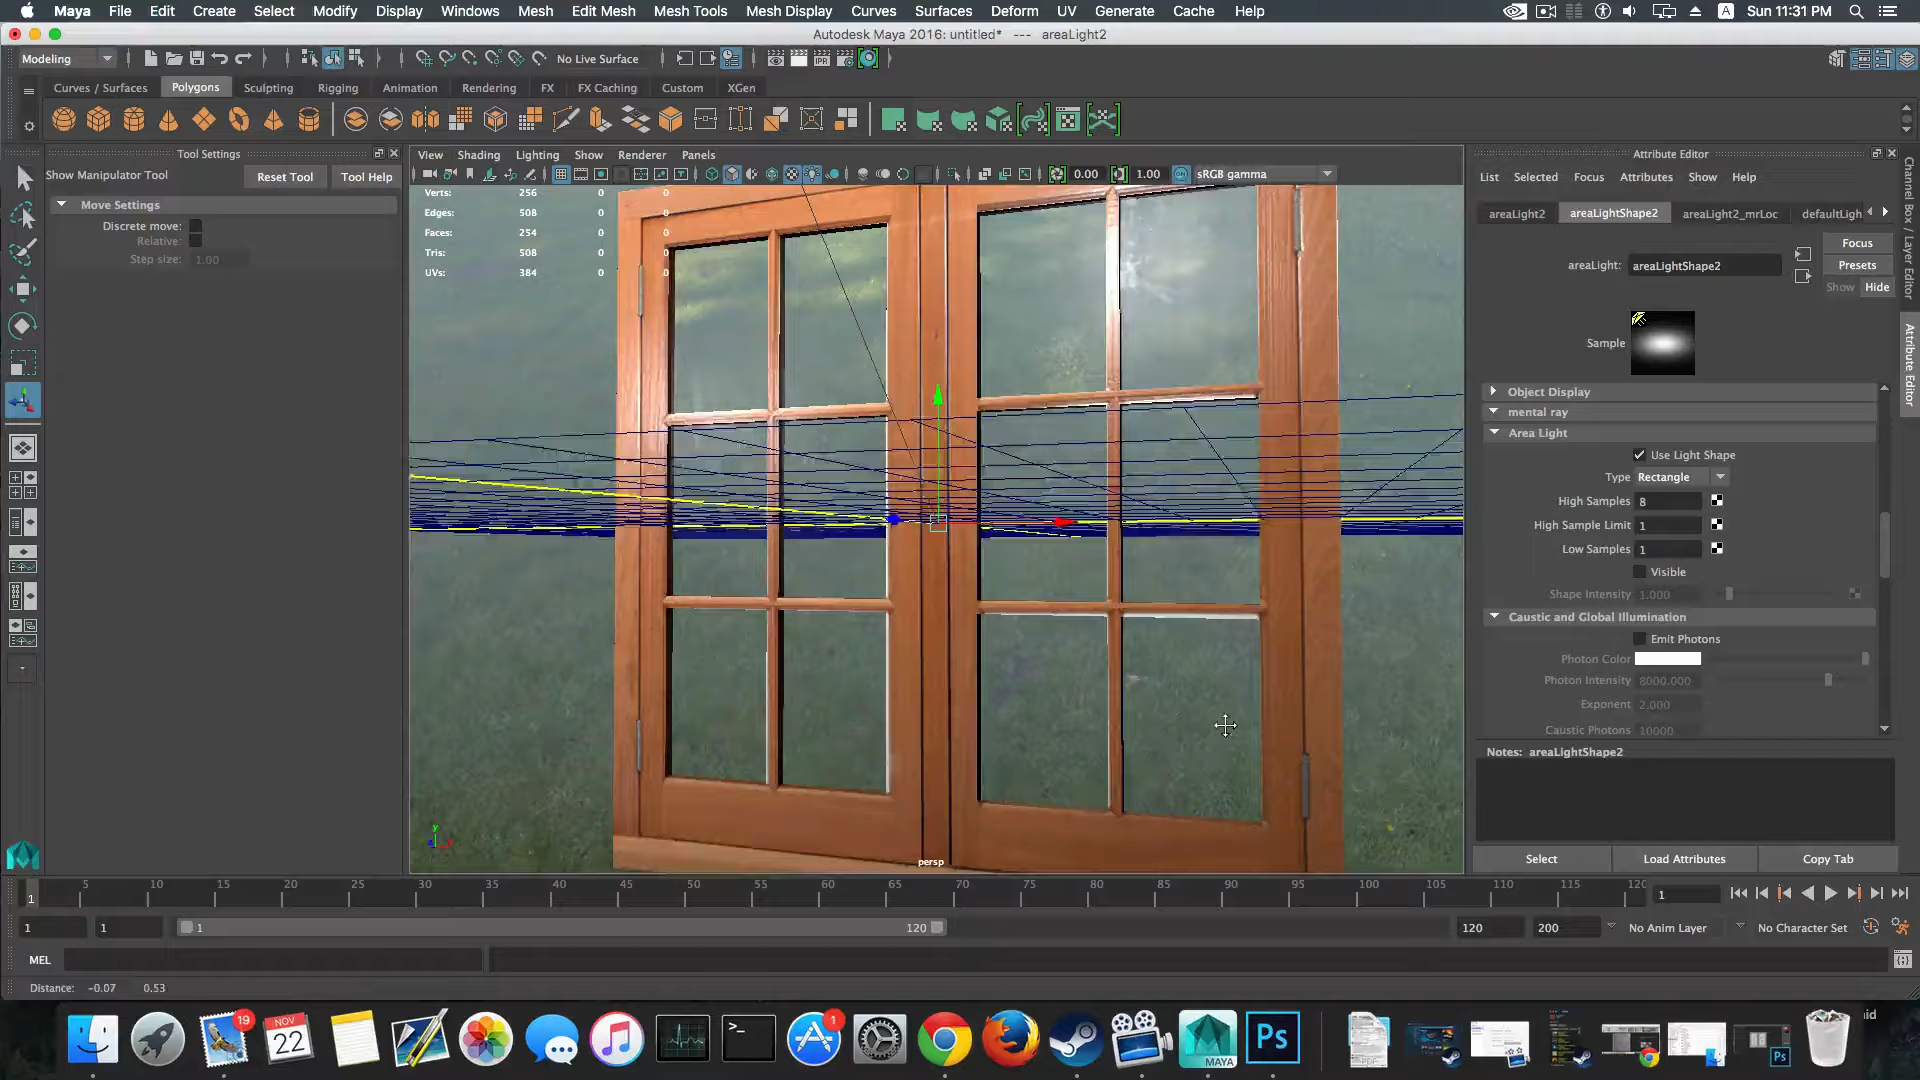 Maya File Edit Create Select Modify Display Windows Mesh Edit Mesh Mesh Tools Mesh Display Curves Surfaces Deform UV Generate Cache Help A Sun 11:31 PM
Autodesk Maya 2016: untitled* --- areaLight2
Modeling No Live Surface
Curves / Surfaces Polygons Sculpting Rigging Animation Rendering FX FX Caching Custom XGen
Tool Settings
Show Manipulator Tool Reset Tool Tool Help
Move Settings
Discrete move:
Relative:
Step size: 1.00
View Shading Lighting Show Renderer Panels
0.00 1.00 sRGB gamma
Verts: 256 0 0
Edges: 508 0 0
Faces: 254 0 0
Tris: 508 0 0
UVs: 384 0 0
y
persp
Attribute Editor
List Selected Focus Attributes Show Help
areaLight2 areaLightShape2 areaLight2_mrLoc defaultLigh
areaLight: areaLightShape2
Focus
Presets
Show Hide
Sample
Object Display
mental ray
Area Light
Use Light Shape
Type Rectangle
High Samples 8
High Sample Limit 1
Low Samples 1
Visible
Shape Intensity 1.000
Caustic and Global Illumination
Emit Photons
Photon Color
Photon Intensity 8000.000
Exponent 2.000
Caustic Photons 10000
Notes: areaLightShape2
Select Load Attributes Copy Tab
Channel Box / Layer Editor
Attribute Editor
1 5 10 15 20 25 30 35 40 45 50 55 60 65 70 75 80 85 90 95 100 105 110 115 120 1
1 1 1 120 120 200 No Anim Layer No Character Set
MEL
Distance: -0.07 0.53
19 NOV 22 1 MAYA Ps PDF Ps